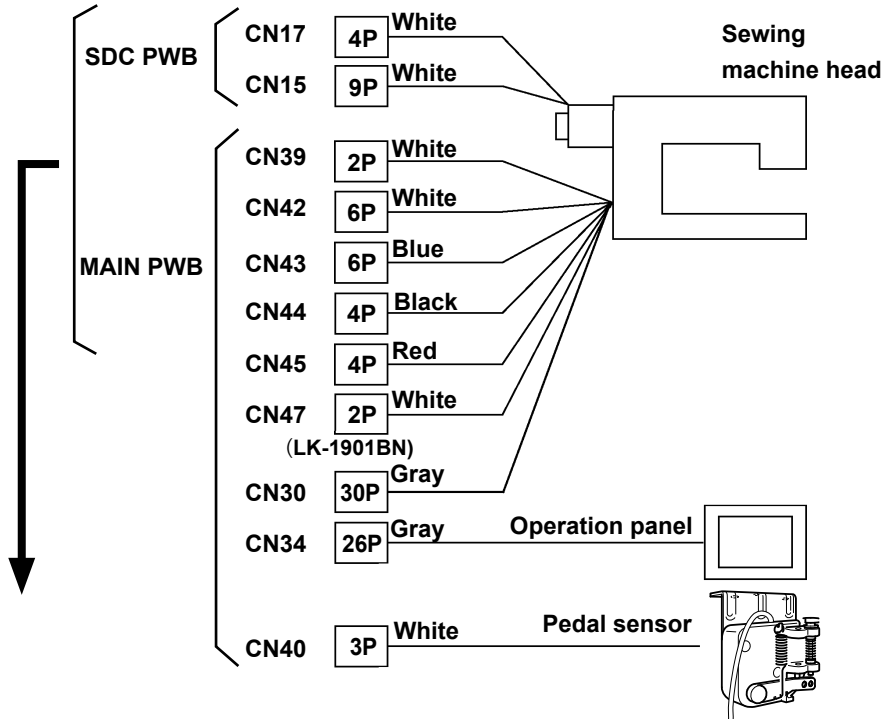 SDC PWB
CN17 4P White
CN15 9P White
Sewing
machine head
MAIN PWB
CN39 2P White
CN42 6P White
CN43 6P Blue
CN44 4P Black
CN45 4P Red
CN47 2P White
(LK-1901BN)
CN30 30P Gray
CN34 26P Gray Operation panel
CN40 3P White Pedal sensor